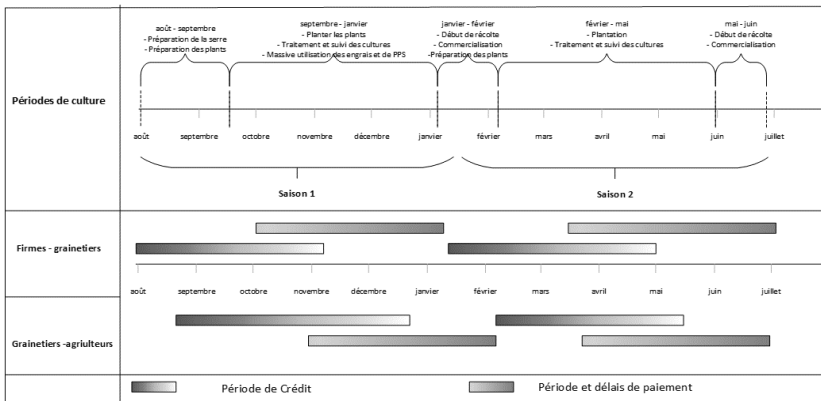 août - septembre
- Préparation de la serre
- Préparation des plants
septembre - janvier
- Planter les plants
- Traitement et suivi des cultures
- Massive utilisation des engrais et de PPS
janvier - février
- Début de récolte
- Commercialisation
-Préparation des plants
février - mai
- Plantation
- Traitement et suivi des cultures
mai - juin
- Début de récolte
- Commercialisation
Périodes de culture
août septembre octobre novembre décembre janvier février mars avril mai juin juillet
Saison 1 Saison 2
Firmes - grainetiers
août septembre octobre novembre décembre janvier février mars avril mai juin juillet
Grainetiers -agriulteurs
Période de Crédit Période et délais de paiement